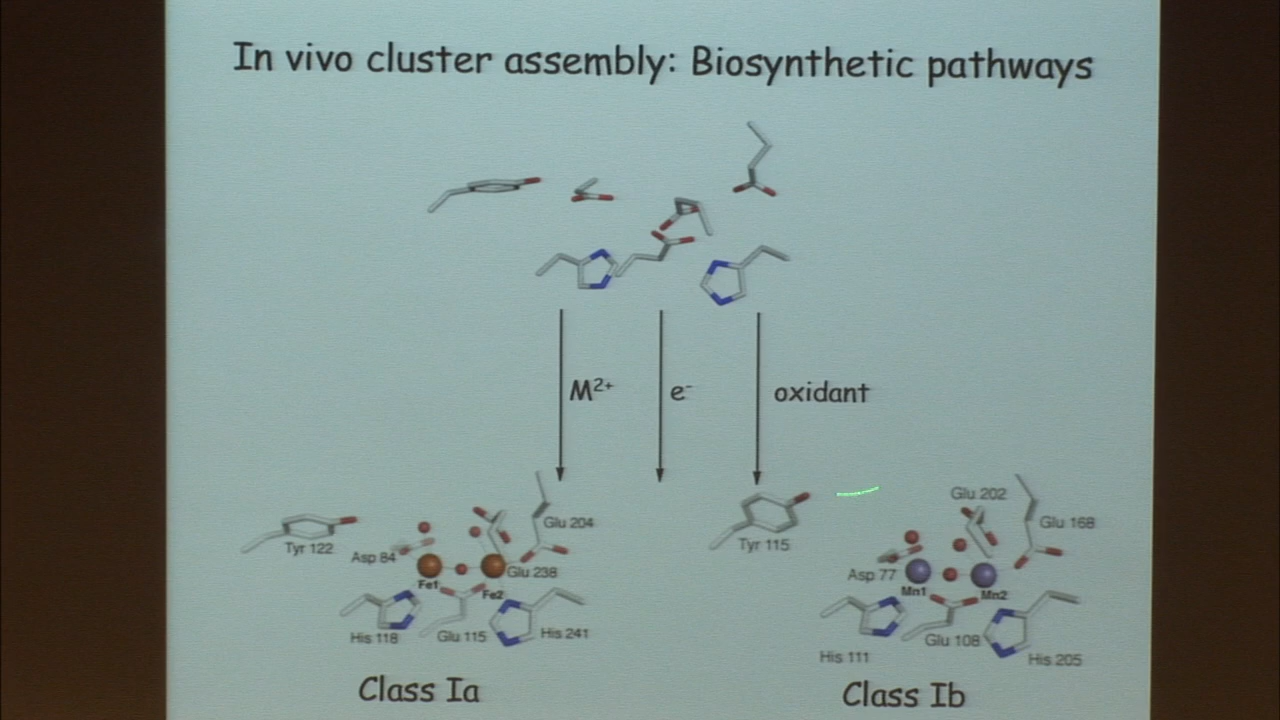 In vivo cluster assembly: Biosynthetic pathways
M²⁺
e⁻
oxidant
Tyr 122
Asp 84
Glu 204
Fe1
Fe2
Glu 238
His 118
Glu 115
His 241
Class Ia
Tyr 115
Glu 202
Glu 168
Asp 77
Mn1
Mn2
His 111
Glu 108
His 205
Class Ib